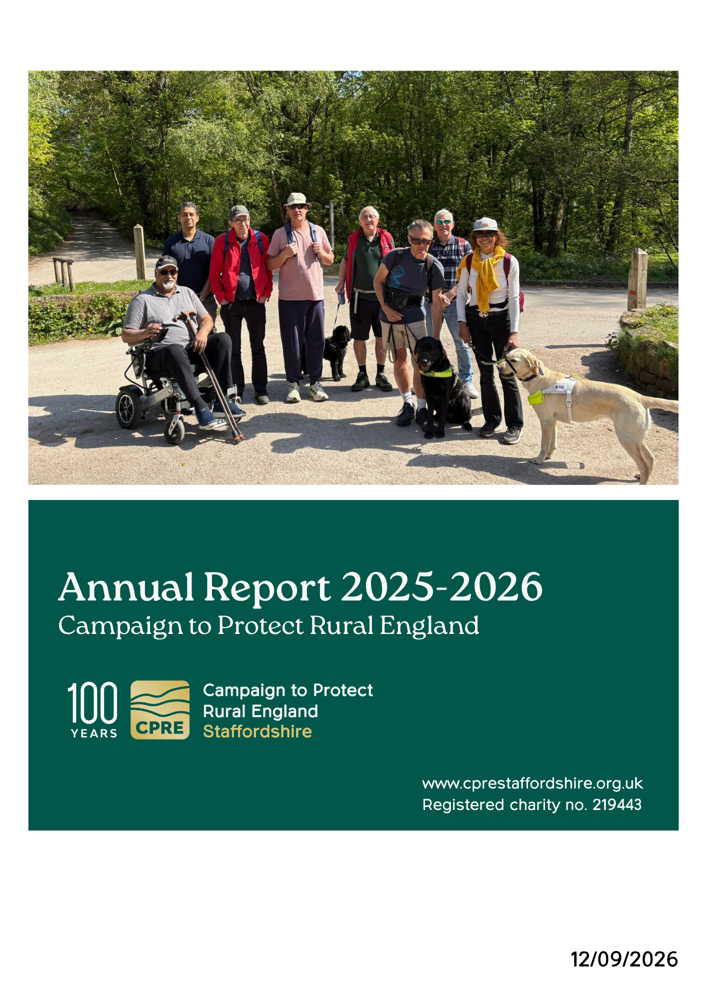 Annual Report 2025-2026
Campaign to Protect Rural England
100
YEARS
CPRE
Campaign to Protect
Rural England
Staffordshire
www.cprestaffordshire.org.uk
Registered charity no. 219443
12/09/2026